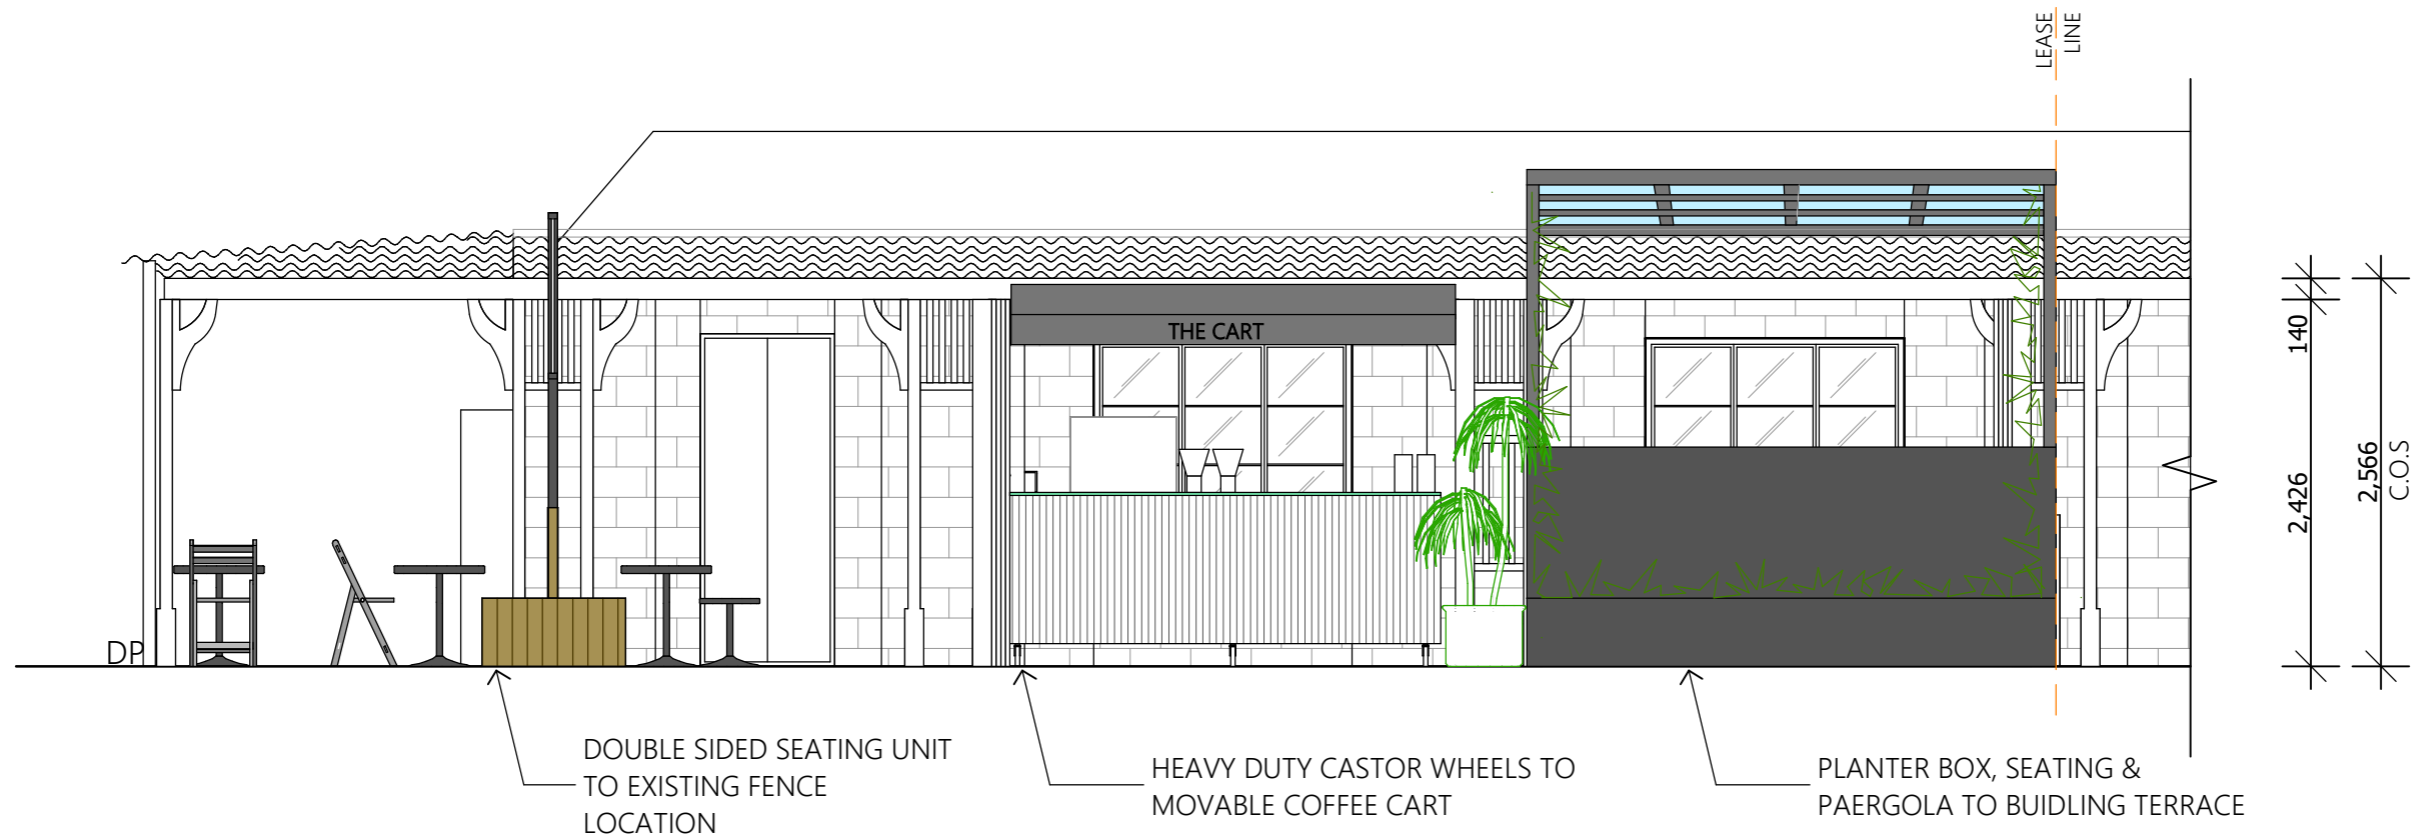 LEASE
LINE
THE CART
140
2,426
2,566
C.O.S
DP
DOUBLE SIDED SEATING UNIT
TO EXISTING FENCE
LOCATION
HEAVY DUTY CASTOR WHEELS TO
MOVABLE COFFEE CART
PLANTER BOX, SEATING &
PAERGOLA TO BUIDLING TERRACE